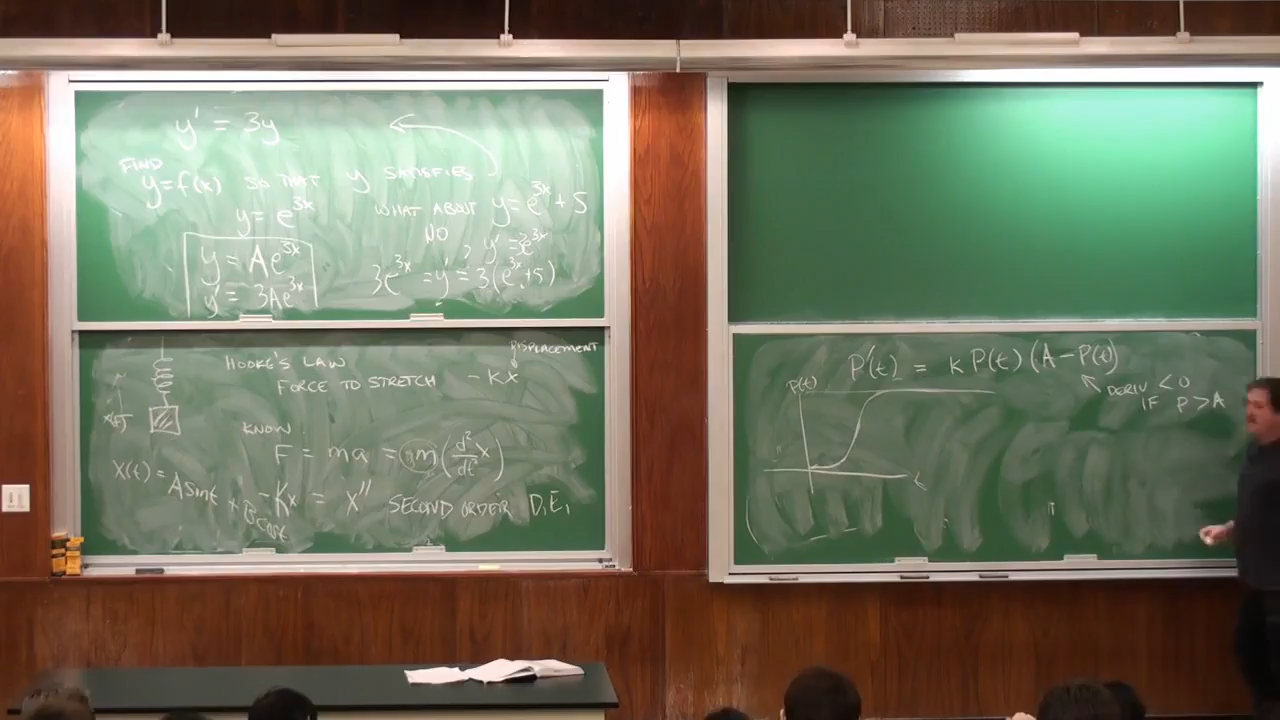 y' = 3y
FIND
y = f(x) SO THAT y SATISFIES
y = e^{3x}
y = Ae^{3x}
y' = 3Ae^{3x}
WHAT ABOUT y = e^{3x} + 5
NO
, y' = 3e^{3x}
3e^{3x} = y' = 3(e^{3x} + 5)
HOOKE'S LAW
DISPLACEMENT
FORCE TO STRETCH - Kx
KNOW
F = ma = m(d²/dt² x)
X(t) = A sin t + B cos t
-Kx = x'' SECOND ORDER D.E.
P'(t) = k P(t) (A - P(t))
P(t)
DERIV < 0
IF P > A
t